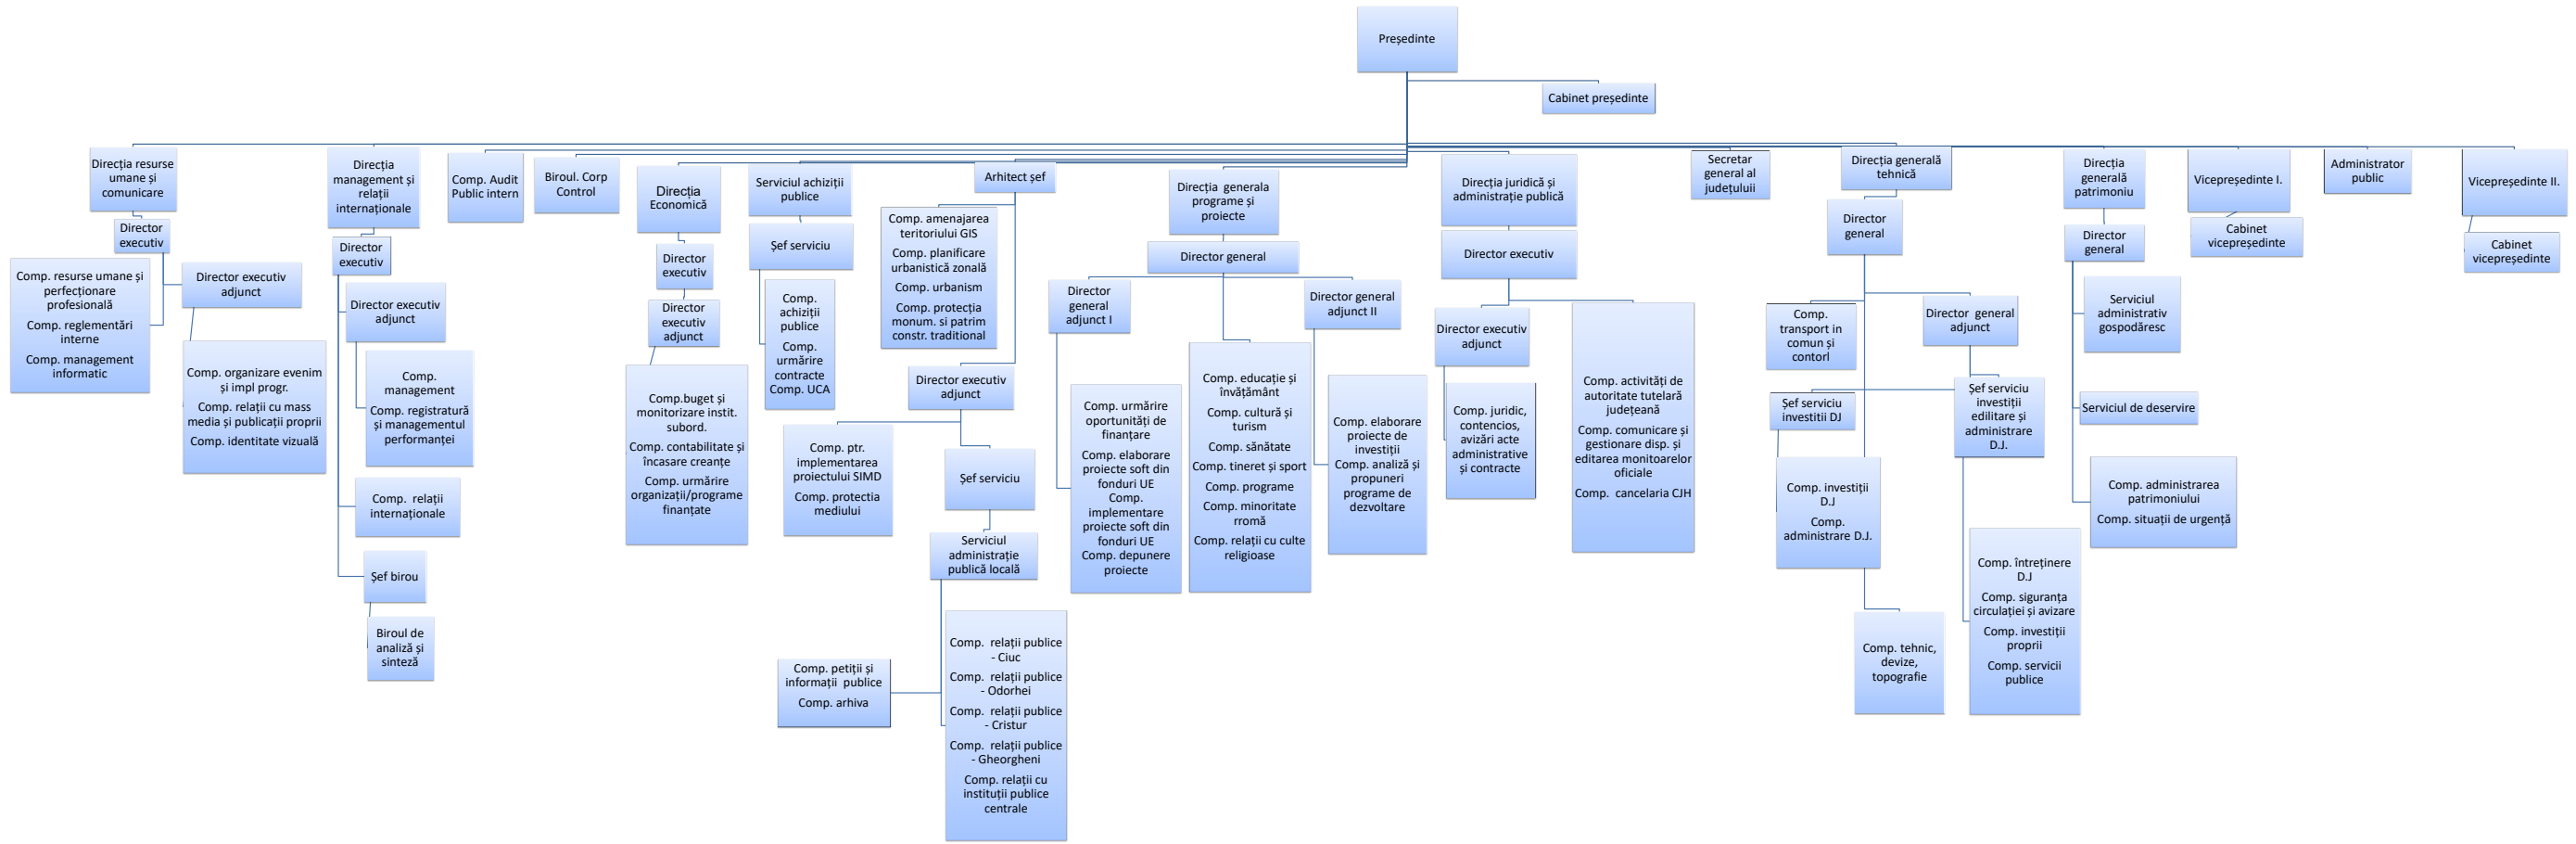 Președinte
Cabinet președinte
Direcția resurse
umane și
comunicare
Director
executiv
Comp. resurse umane și
perfecționare
profesională
Comp. reglementări
interne
Comp. management
informatic
Director executiv
adjunct
Comp. organizare evenim
și impl progr.
Comp. relații cu mass
media și publicații proprii
Comp. identitate vizuală
Direcția
management și
relații
internaționale
Director
executiv
Director executiv
adjunct
Comp.
management
Comp. registratură
și managmentul
performanței
Comp.  relații
internaționale
Șef birou
Biroul de
analiză și
sinteză
Comp. Audit
Public intern
Biroul. Corp
Control
Direcția
Economică
Director
executiv
Director
executiv
adjunct
Comp.buget și
monitorizare instit.
subord.
Comp. contabilitate și
încasare creanțe
Comp. urmărire
organizații/programe
finanțate
Serviciul achiziții
publice
Șef serviciu
Comp.
achiziții
publice
Comp.
urmărire
contracte
Comp. UCA
Arhitect șef
Comp. amenajarea
teritoriului GIS
Comp. planificare
urbanistică zonală
Comp. urbanism
Comp. protecția
monum. si patrim
constr. traditional
Director executiv
adjunct
Comp. ptr.
implementarea
proiectului SIMD
Comp. protectia
mediului
Șef serviciu
Serviciul
administrație
publică locală
Comp. petiții și
informații  publice
Comp. arhiva
Comp.  relații publice
- Ciuc
Comp.  relații publice
- Odorhei
Comp.  relații publice
- Cristur
Comp.  relații publice
- Gheorgheni
Comp. relații cu
instituții publice
centrale
Direcția  generala
programe și
proiecte
Director general
Director
general
adjunct I
Comp. urmărire
oportunități de
finanțare
Comp. elaborare
proiecte soft din
fonduri UE
Comp.
implementare
proiecte soft din
fonduri UE
Comp. depunere
proiecte
Comp. educație și
învățământ
Comp. cultură și
turism
Comp. sănătate
Comp. tineret și sport
Comp. programe
Comp. minoritate
rromă
Comp. relații cu culte
religioase
Director general
adjunct II
Comp. elaborare
proiecte de
investiții
Comp. analiză și
propuneri
programe de
dezvoltare
Direcția juridică și
administrație publică
Director executiv
Director executiv
adjunct
Comp. juridic,
contencios,
avizări acte
administrative
și contracte
Comp. activități de
autoritate tutelară
județeană
Comp. comunicare și
gestionare disp. și
editarea monitoarelor
oficiale
Comp.  cancelaria CJH
Secretar
general al
județuluii
Direcția generală
tehnică
Director
general
Comp.
transport in
comun și
contorl
Director  general
adjunct
Șef serviciu
investitii DJ
Comp. investiții
D.J
Comp.
administrare D.J.
Șef serviciu
investiții
edilitare și
administrare
D.J.
Comp. întreținere
D.J
Comp. siguranța
circulației și avizare
Comp. investiții
proprii
Comp. servicii
publice
Comp. tehnic,
devize,
topografie
Direcția
generală
patrimoniu
Director
general
Serviciul
administrativ
gospodăresc
Serviciul de deservire
Comp. administrarea
patrimoniului
Comp. situații de urgență
Vicepreședinte I.
Cabinet
vicepreședinte
Administrator
public
Vicepreședinte II.
Cabinet
vicepreședinte